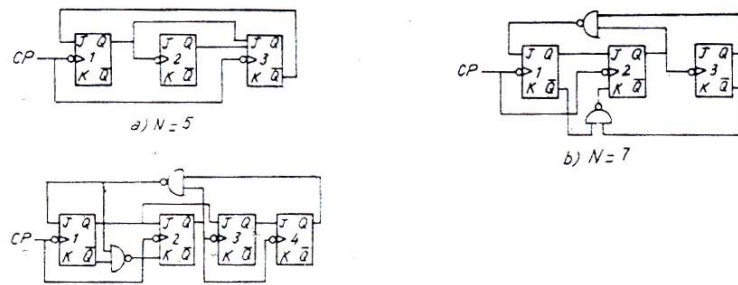 J Q J Q J Q
CP 1 2 3
K Q̅ K Q̅ K Q̅
a) N=5
J Q J Q J Q
CP 1 2 3
K Q̅ K Q̅ K Q̅
b) N=7
J Q J Q J Q J Q
CP 1 2 3 4
K Q̅ K Q̅ K Q̅ K Q̅